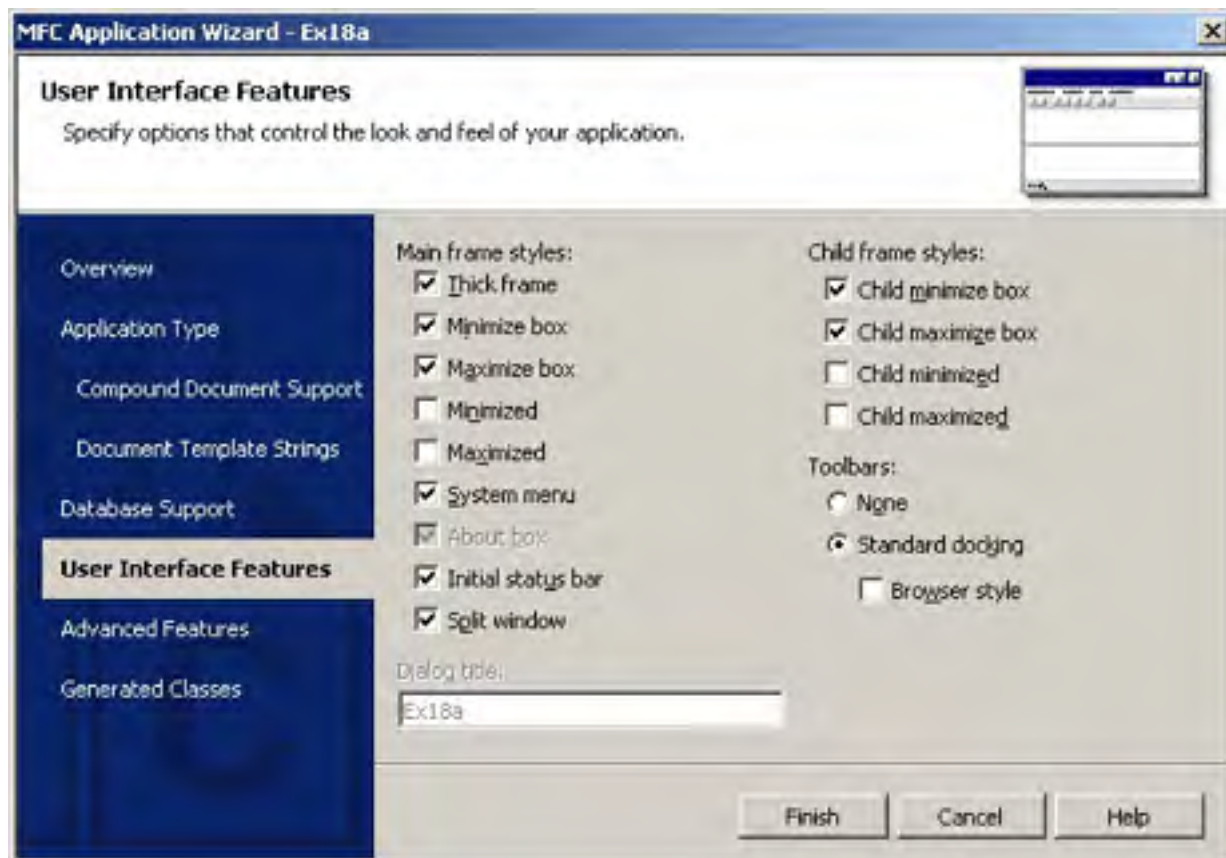 MFC Application Wizard - Ex18a
User Interface Features
Specify options that control the look and feel of your application.
Overview
Application Type
Compound Document Support
Document Template Strings
Database Support
User Interface Features
Advanced Features
Generated Classes
Main frame styles:
Thick frame
Minimize box
Maximize box
Minimized
Maximized
System menu
About box
Initial status bar
Split window
Dialog title:
Ex18a
Child frame styles:
Child minimize box
Child maximize box
Child minimized
Child maximized
Toolbars:
None
Standard docking
Browser style
Finish
Cancel
Help